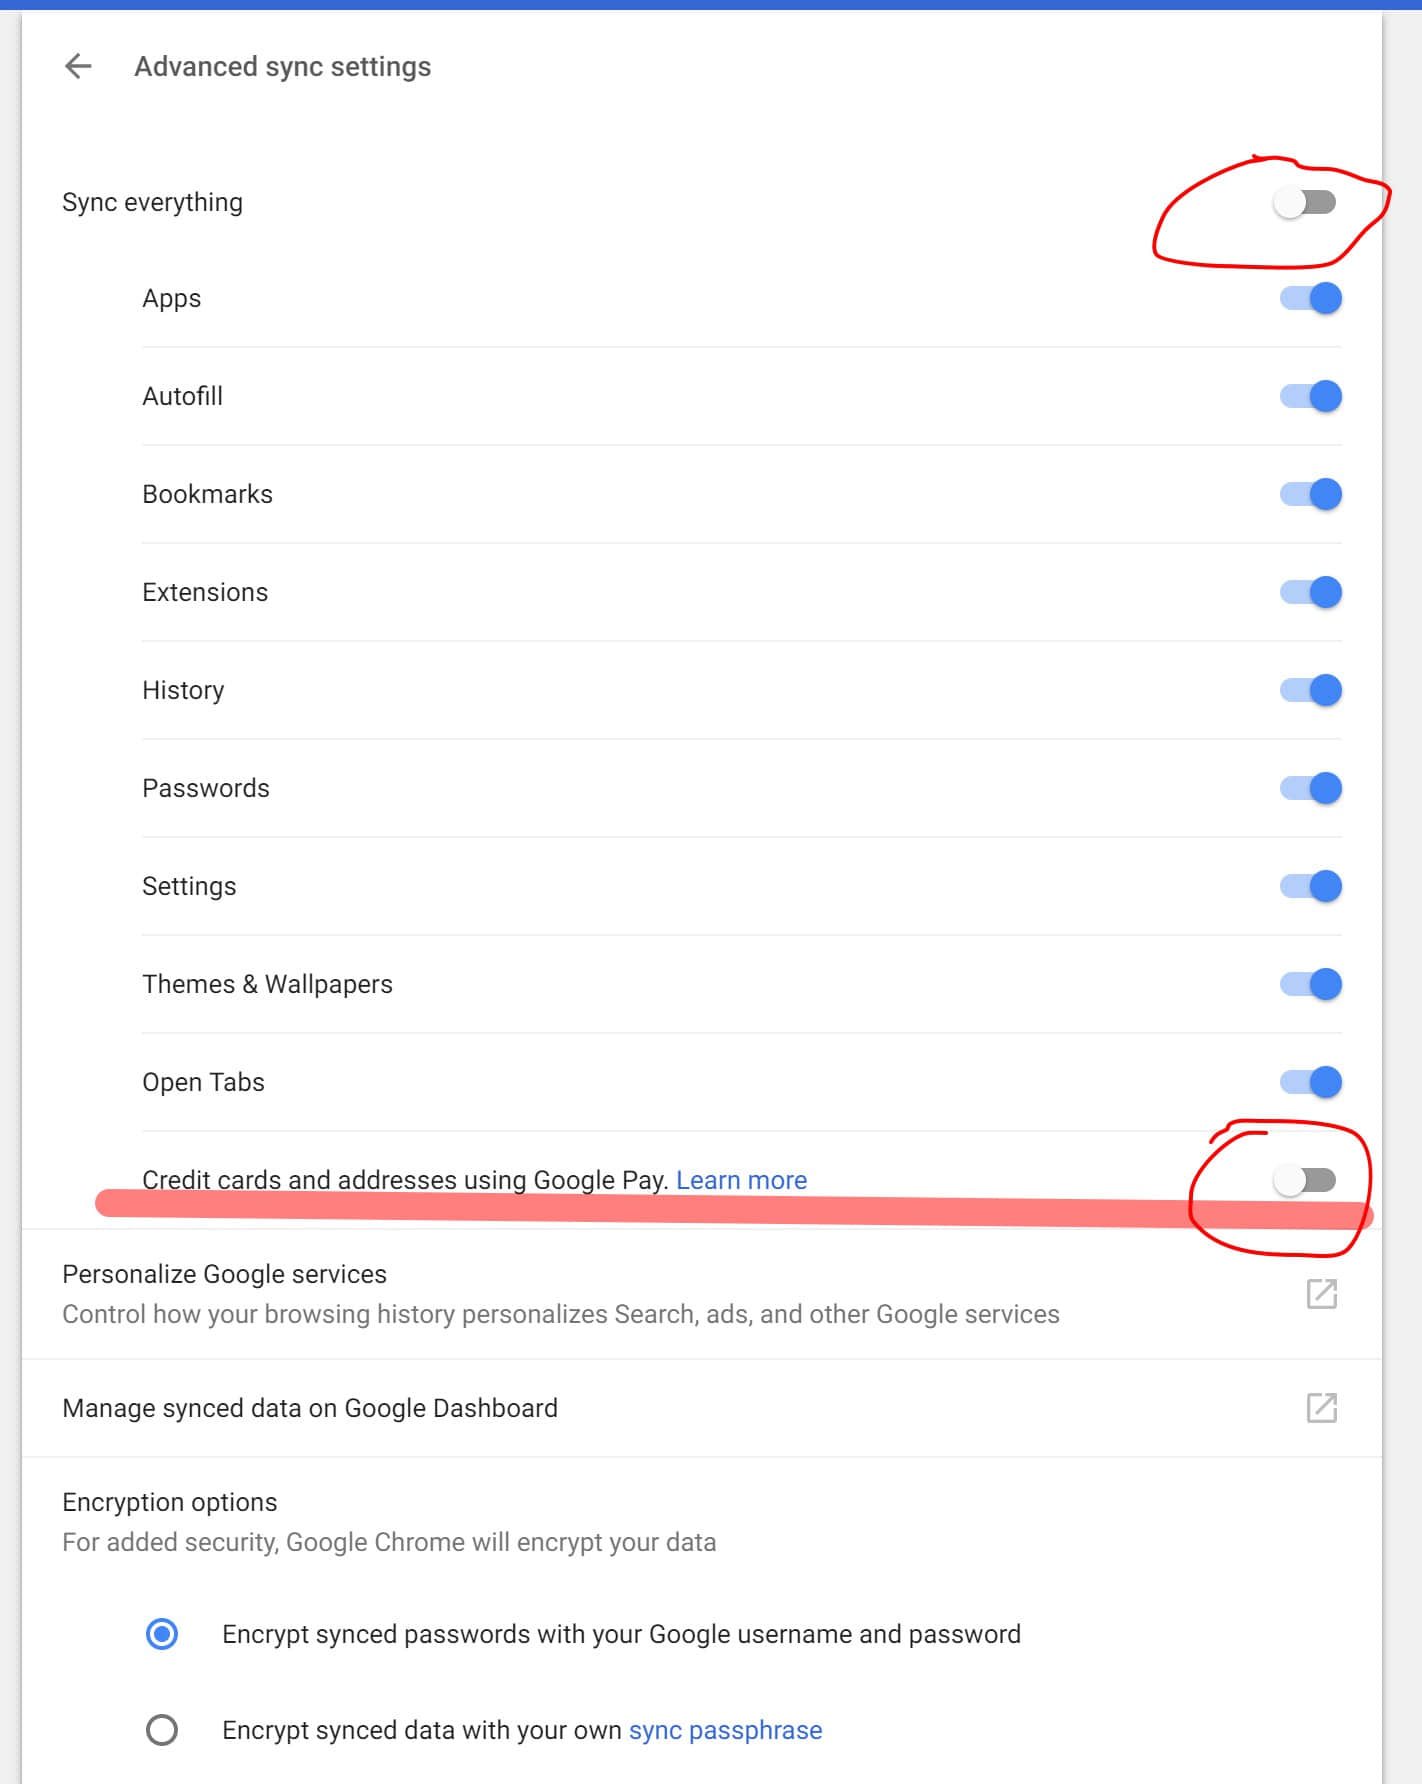 Advanced sync settings
Sync everything
Apps
Autofill
Bookmarks
Extensions
History
Passwords
Settings
Themes & Wallpapers
Open Tabs
Credit cards and addresses using Google Pay. Learn more
Personalize Google services
Control how your browsing history personalizes Search, ads, and other Google services
Manage synced data on Google Dashboard
Encryption options
For added security, Google Chrome will encrypt your data
Encrypt synced passwords with your Google username and password
Encrypt synced data with your own sync passphrase